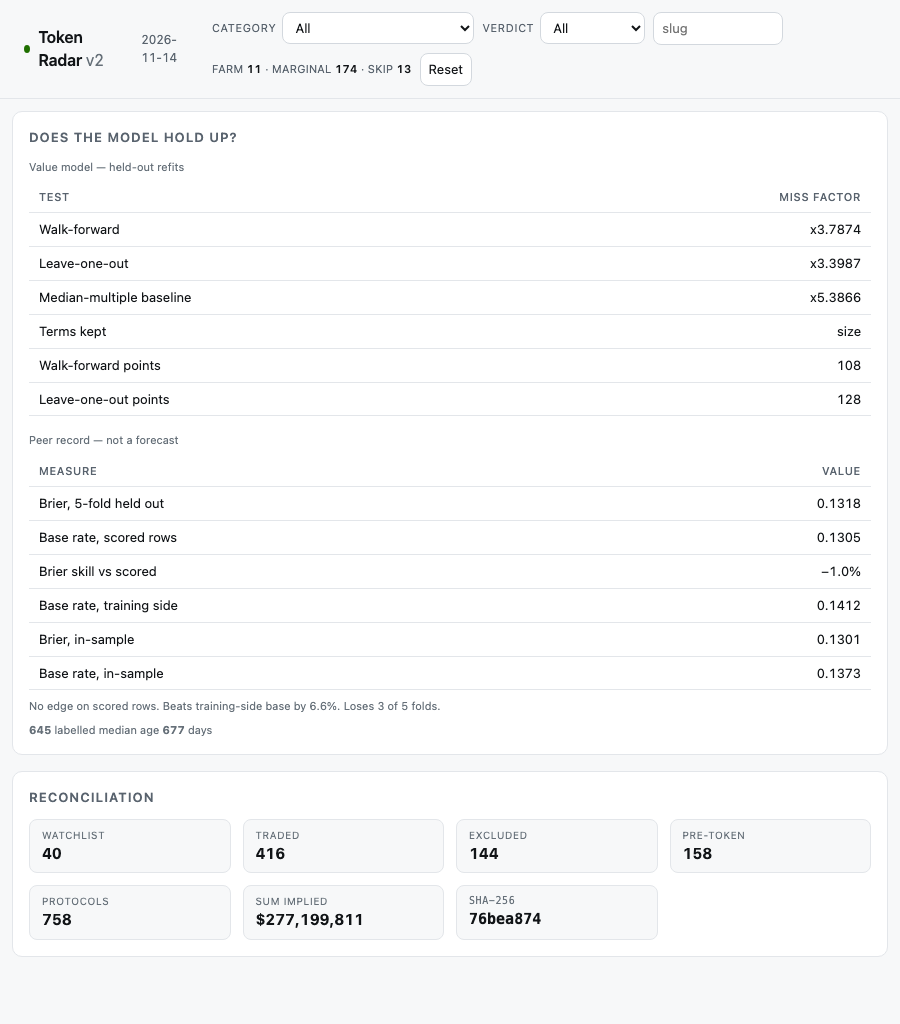 Token Radar v2
2026-11-14
CATEGORY All VERDICT All slug
FARM 11 · MARGINAL 174 · SKIP 13 Reset
DOES THE MODEL HOLD UP?
Value model — held-out refits
TEST MISS FACTOR
Walk-forward x3.7874
Leave-one-out x3.3987
Median-multiple baseline x5.3866
Terms kept size
Walk-forward points 108
Leave-one-out points 128
Peer record — not a forecast
MEASURE VALUE
Brier, 5-fold held out 0.1318
Base rate, scored rows 0.1305
Brier skill vs scored −1.0%
Base rate, training side 0.1412
Brier, in-sample 0.1301
Base rate, in-sample 0.1373
No edge on scored rows. Beats training-side base by 6.6%. Loses 3 of 5 folds.
645 labelled median age 677 days
RECONCILIATION
WATCHLIST
40
TRADED
416
EXCLUDED
144
PRE-TOKEN
158
PROTOCOLS
758
SUM IMPLIED
$277,199,811
SHA-256
76bea874